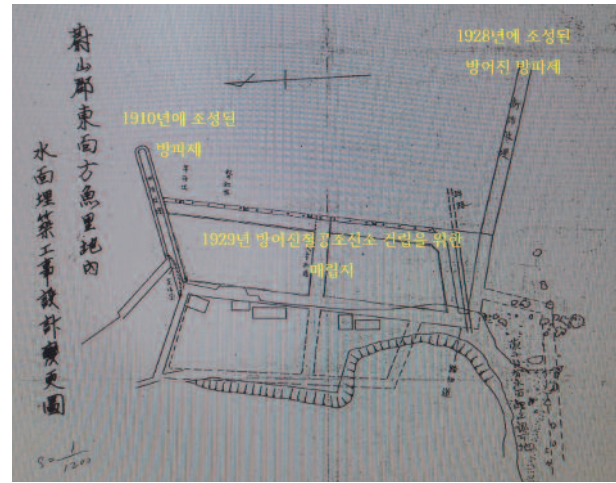 蔚山郡東面方魚里地內
水面埋築工事設計変更圖
S= 1/1200
1910년에 조성된
방파제
1928년에 조성된
방어진 방파제
1929년 방어진철공조선소 건립을 위한
매립지